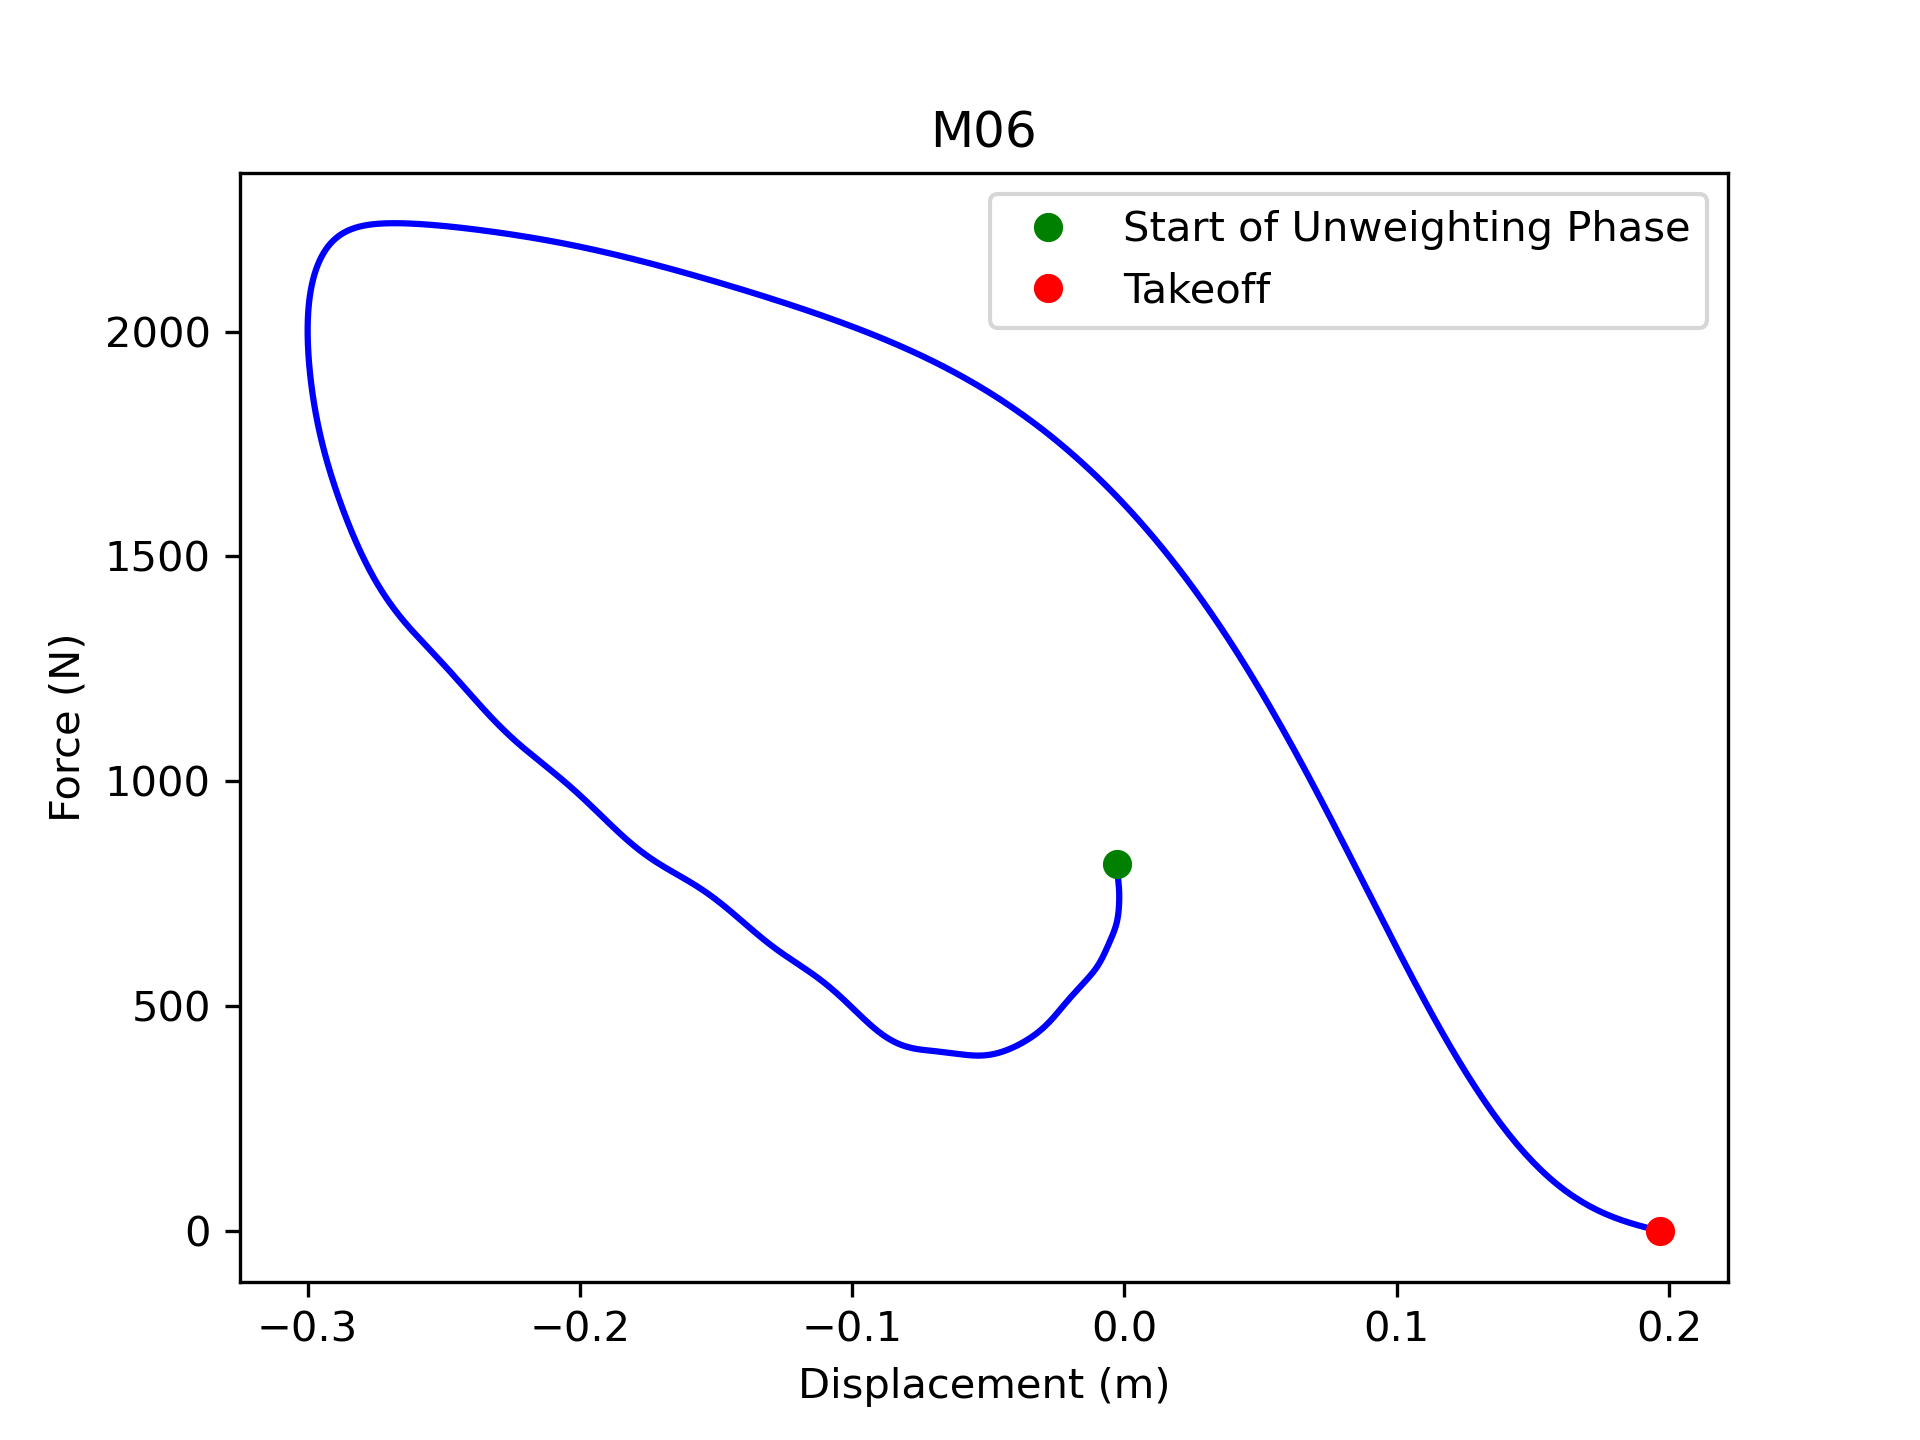 M06
Start of Unweighting Phase
Takeoff
Force (N)
2000
1500
1000
500
0
−0.3 −0.2 −0.1 0.0 0.1 0.2
Displacement (m)